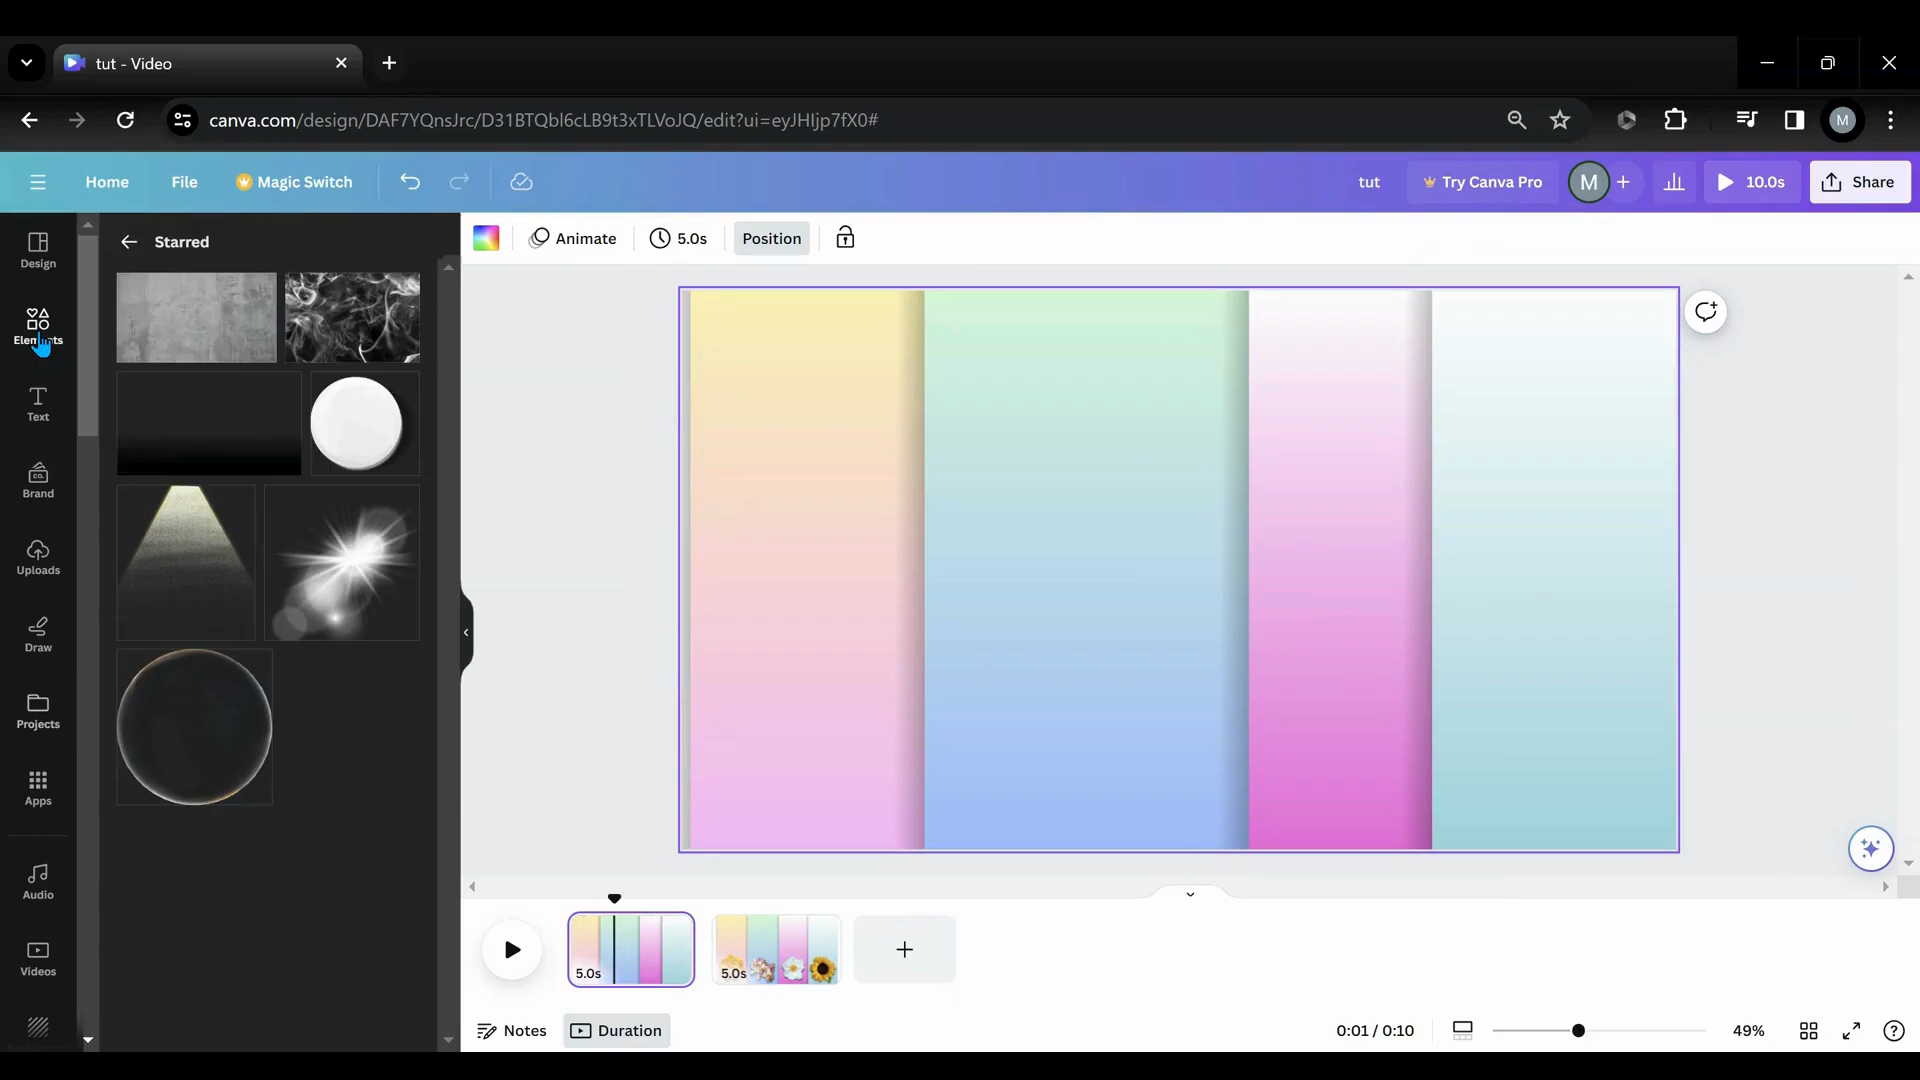 tut - Video
canva.com/design/DAF7YQnsJrc/D31BTQbl6cLB9t3xTLVoJQ/edit?ui=eyJHIjp7fX0#
M
Home
File
Magic Switch
tut
Try Canva Pro
M
10.0s
Share
Design
Elements
Text
Brand
Uploads
Draw
Projects
Apps
Audio
Videos
Starred
Animate
5.0s
Position
5.0s
5.0s
Notes
Duration
0:01 / 0:10
49%